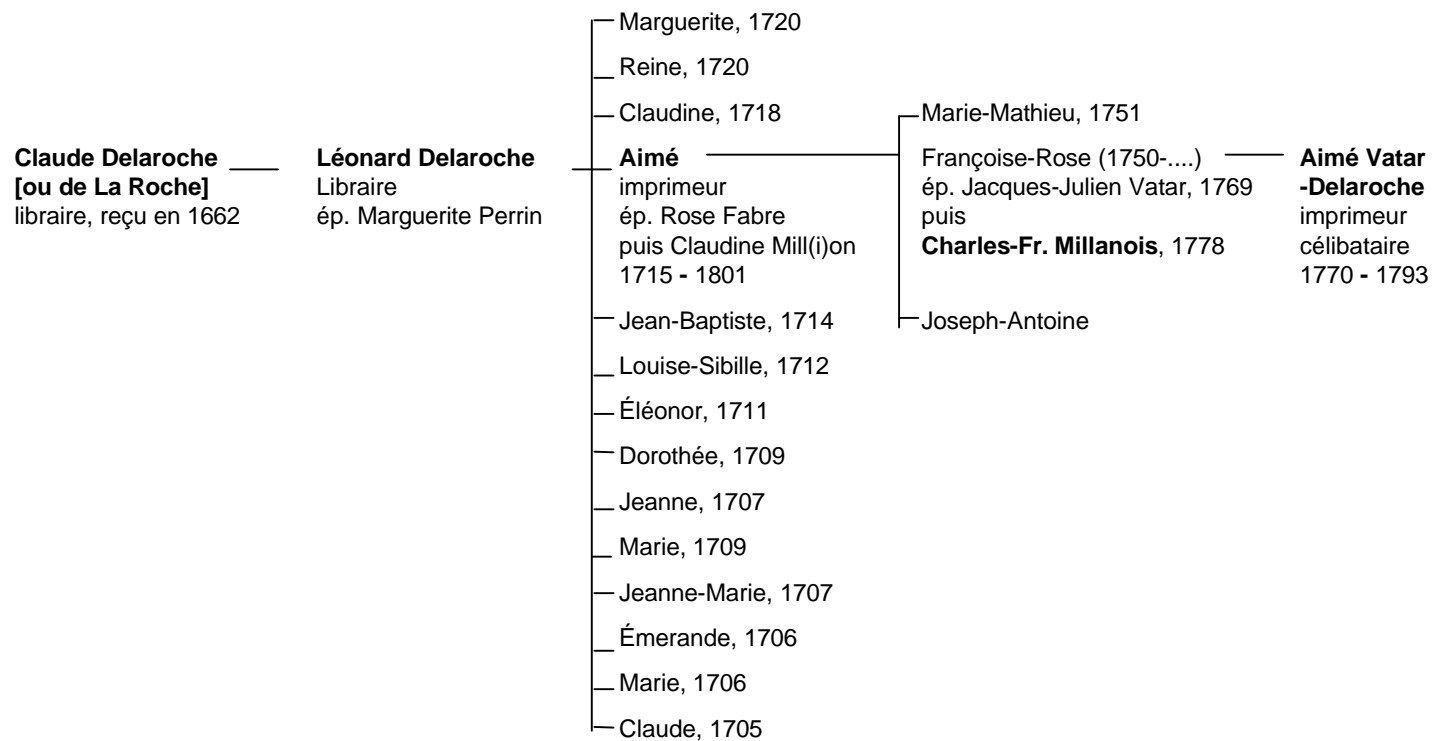 Claude Delaroche
[ou de La Roche]
libraire, reçu en 1662
Léonard Delaroche
Libraire
ép. Marguerite Perrin
Marguerite, 1720
Reine, 1720
Claudine, 1718
Aimé
imprimeur
ép. Rose Fabre
puis Claudine Mill(i)on
1715 - 1801
Jean-Baptiste, 1714
Louise-Sibille, 1712
Éléonor, 1711
Dorothée, 1709
Jeanne, 1707
Marie, 1709
Jeanne-Marie, 1707
Émerande, 1706
Marie, 1706
Claude, 1705
Marie-Mathieu, 1751
Françoise-Rose (1750-....)
ép. Jacques-Julien Vatar, 1769
puis
Charles-Fr. Millanois, 1778
Joseph-Antoine
Aimé Vatar
-Delaroche
imprimeur
célibataire
1770 - 1793